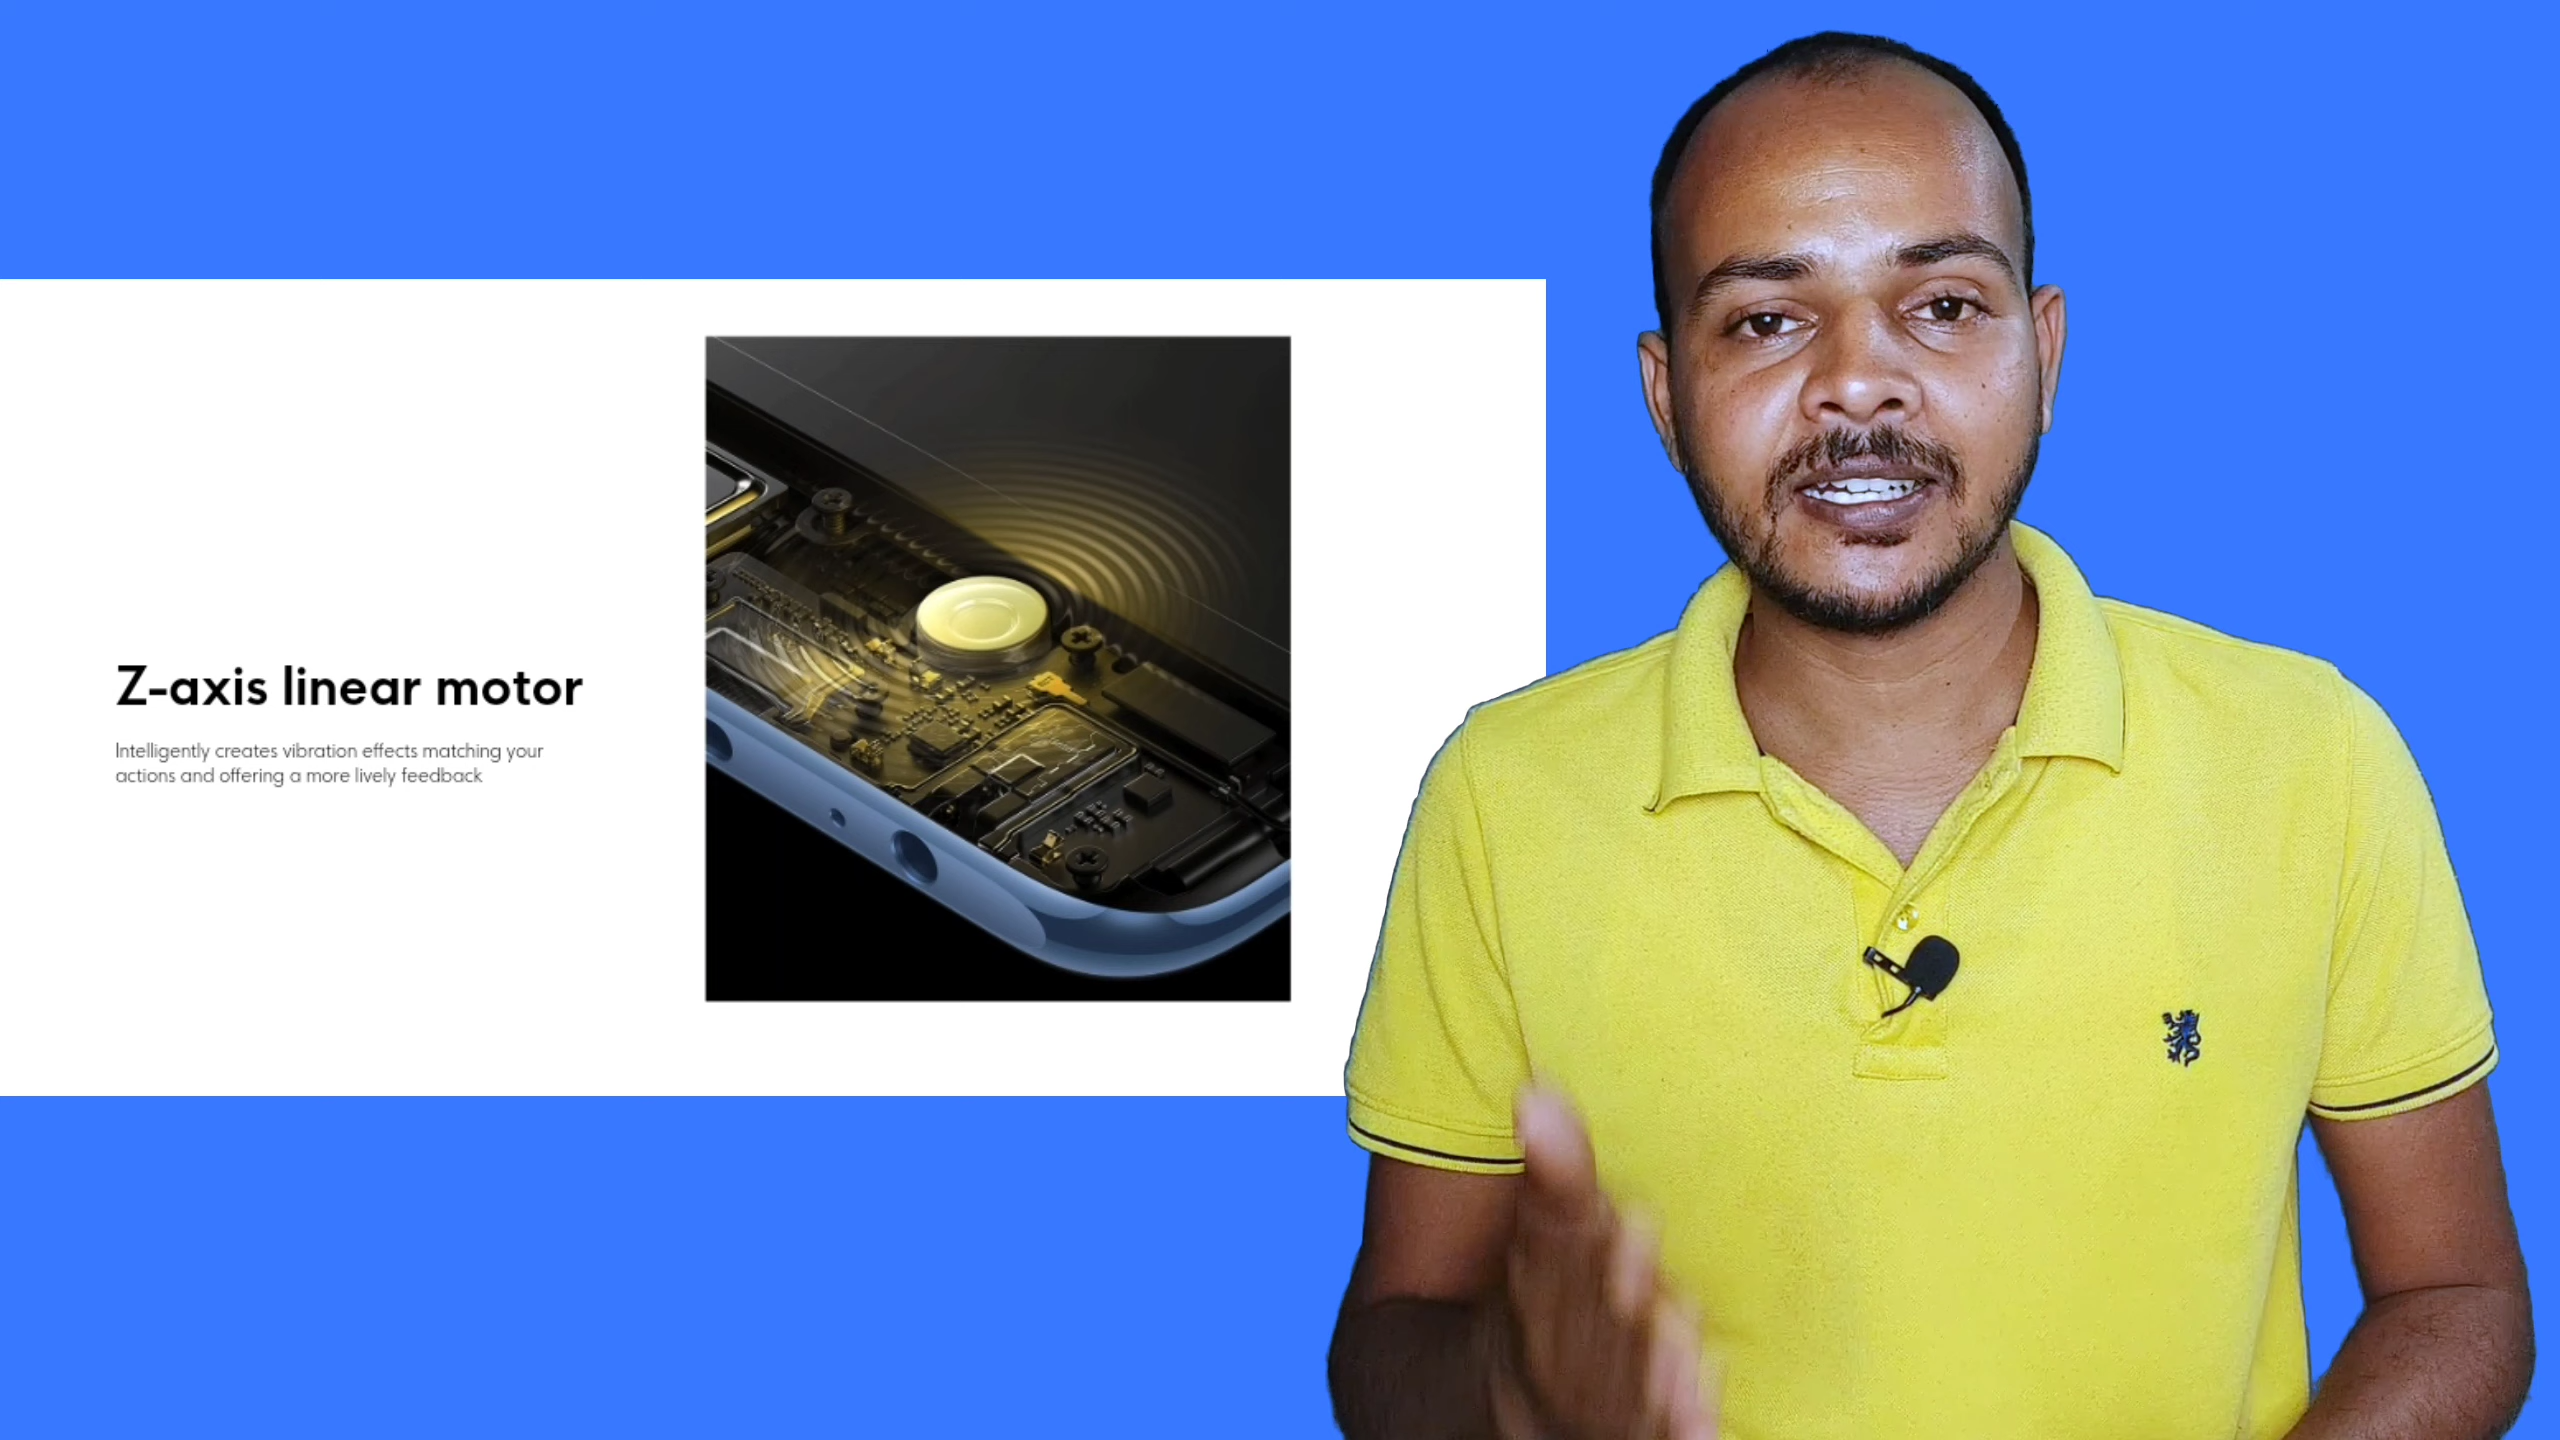 Z-axis linear motor
Intelligently creates vibration effects matching your
actions and offering a more lively feedback